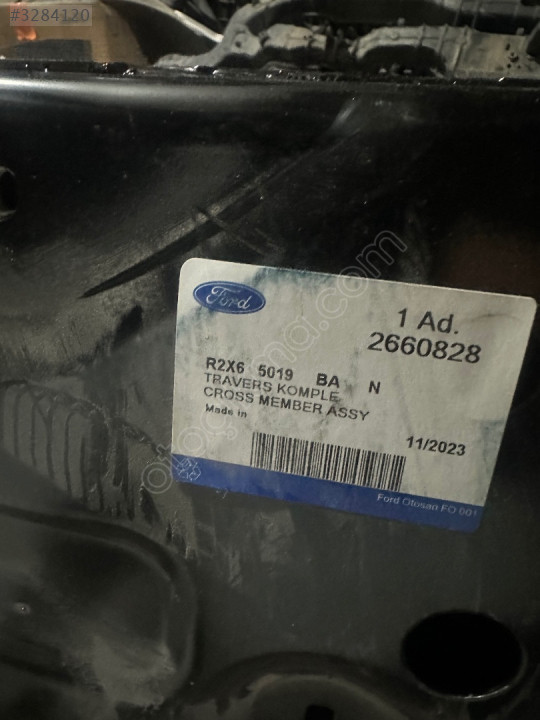 #3284120
Ford
1 Ad.
2660828
R2X6 5019 BA N
TRAVERS KOMPLE
CROSS MEMBER ASSY
Made in
11/2023
Ford Otosan FO 001